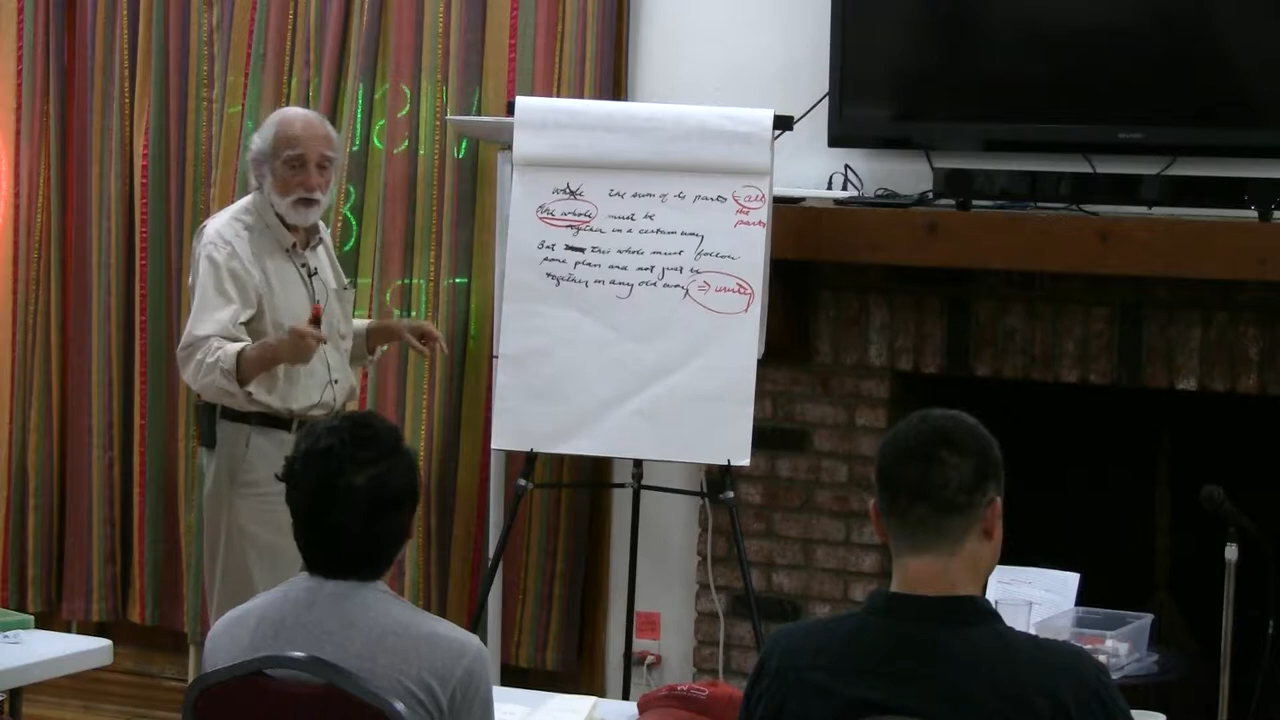 whole the sum of its parts = all
the parts
The whole must be
together in a certain way
But this whole must follow
some plan and not just be
together in any old way => unity